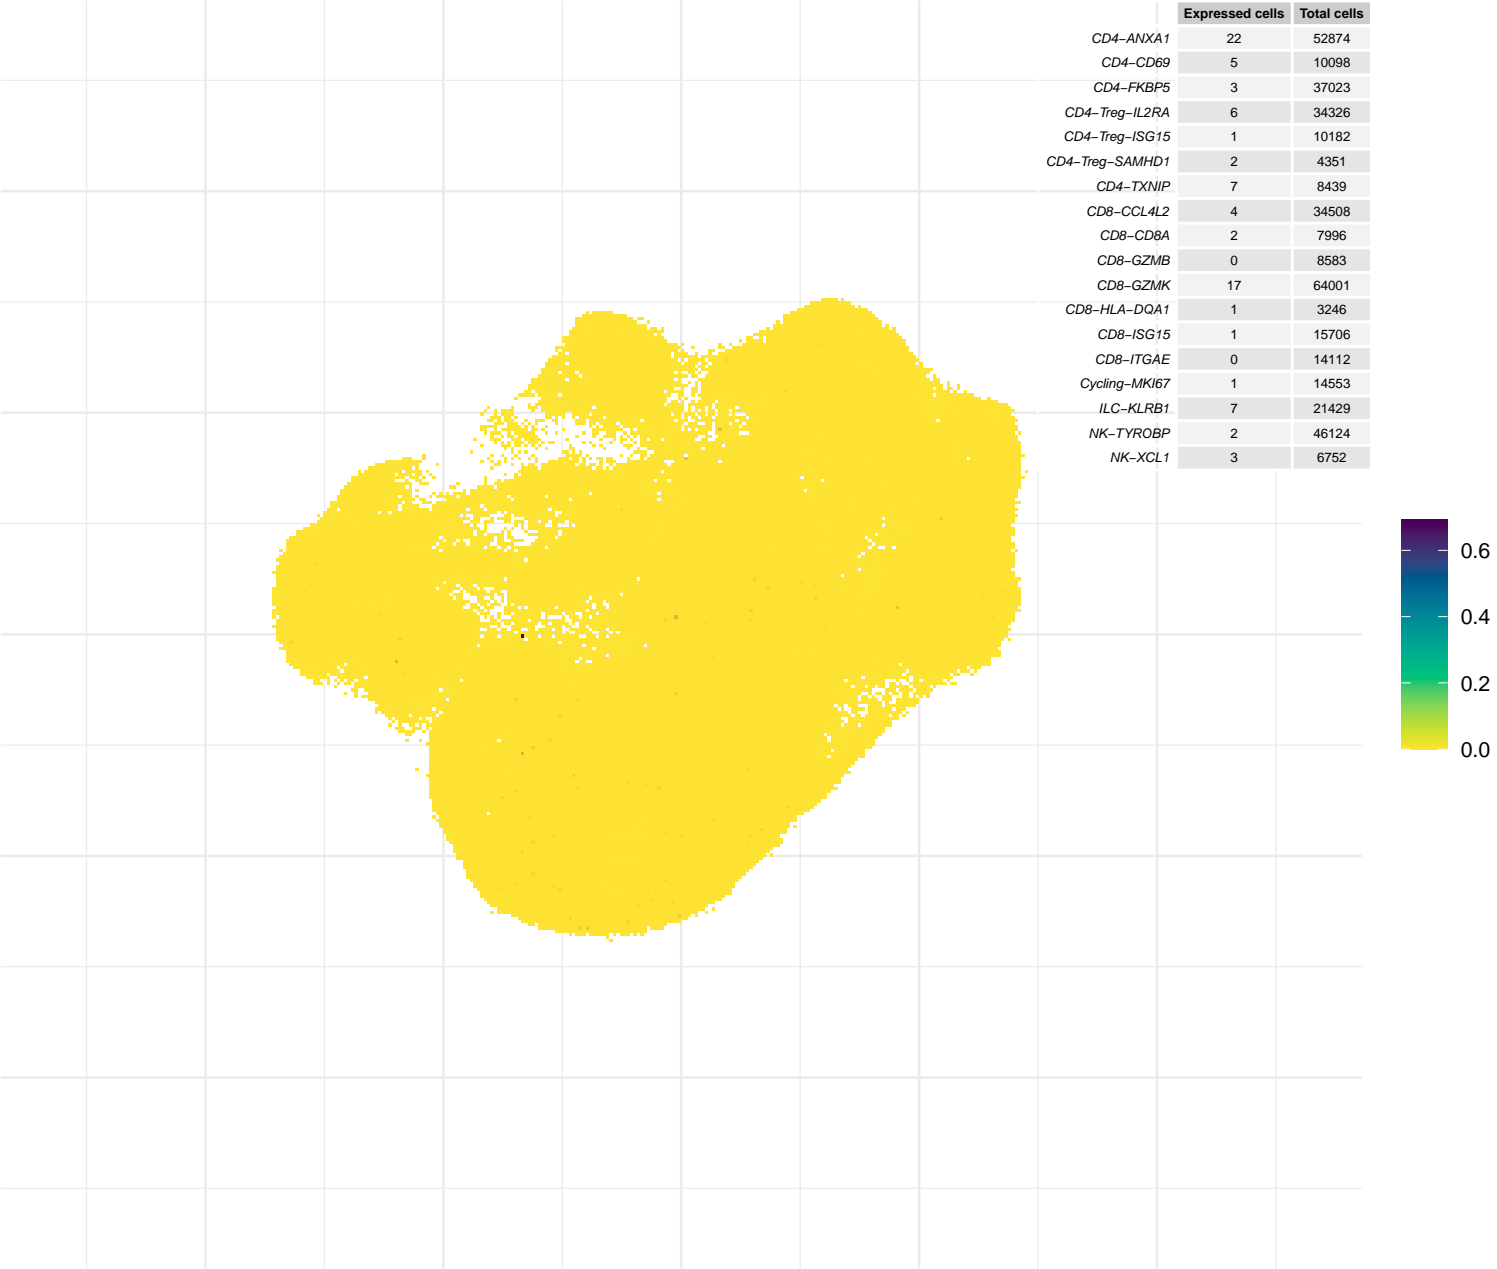 Expressed cells Total cells
CD4−ANXA1 22 52874
CD4−CD69 5 10098
CD4−FKBP5 3 37023
CD4−Treg−IL2RA 6 34326
CD4−Treg−ISG15 1 10182
CD4−Treg−SAMHD1 2 4351
CD4−TXNIP 7 8439
CD8−CCL4L2 4 34508
CD8−CD8A 2 7996
CD8−GZMB 0 8583
CD8−GZMK 17 64001
CD8−HLA−DQA1 1 3246
CD8−ISG15 1 15706
CD8−ITGAE 0 14112
Cycling−MKI67 1 14553
ILC−KLRB1 7 21429
NK−TYROBP 2 46124
NK−XCL1 3 6752
0.6
0.4
0.2
0.0